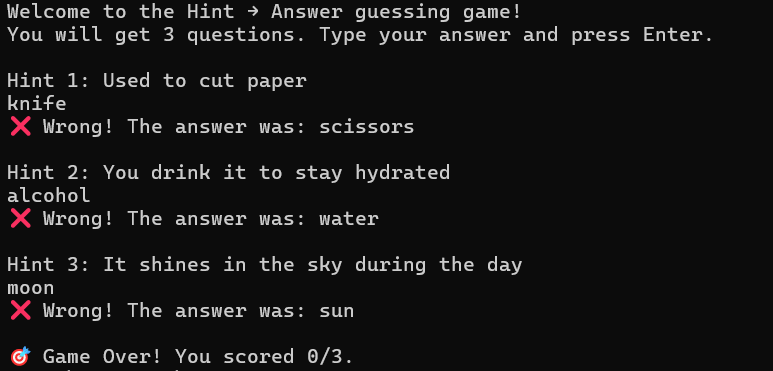 Welcome to the Hint → Answer guessing game!
You will get 3 questions. Type your answer and press Enter.
Hint 1: Used to cut paper
knife
❌ Wrong! The answer was: scissors
Hint 2: You drink it to stay hydrated
alcohol
❌ Wrong! The answer was: water
Hint 3: It shines in the sky during the day
moon
❌ Wrong! The answer was: sun
🎯 Game Over! You scored 0/3.